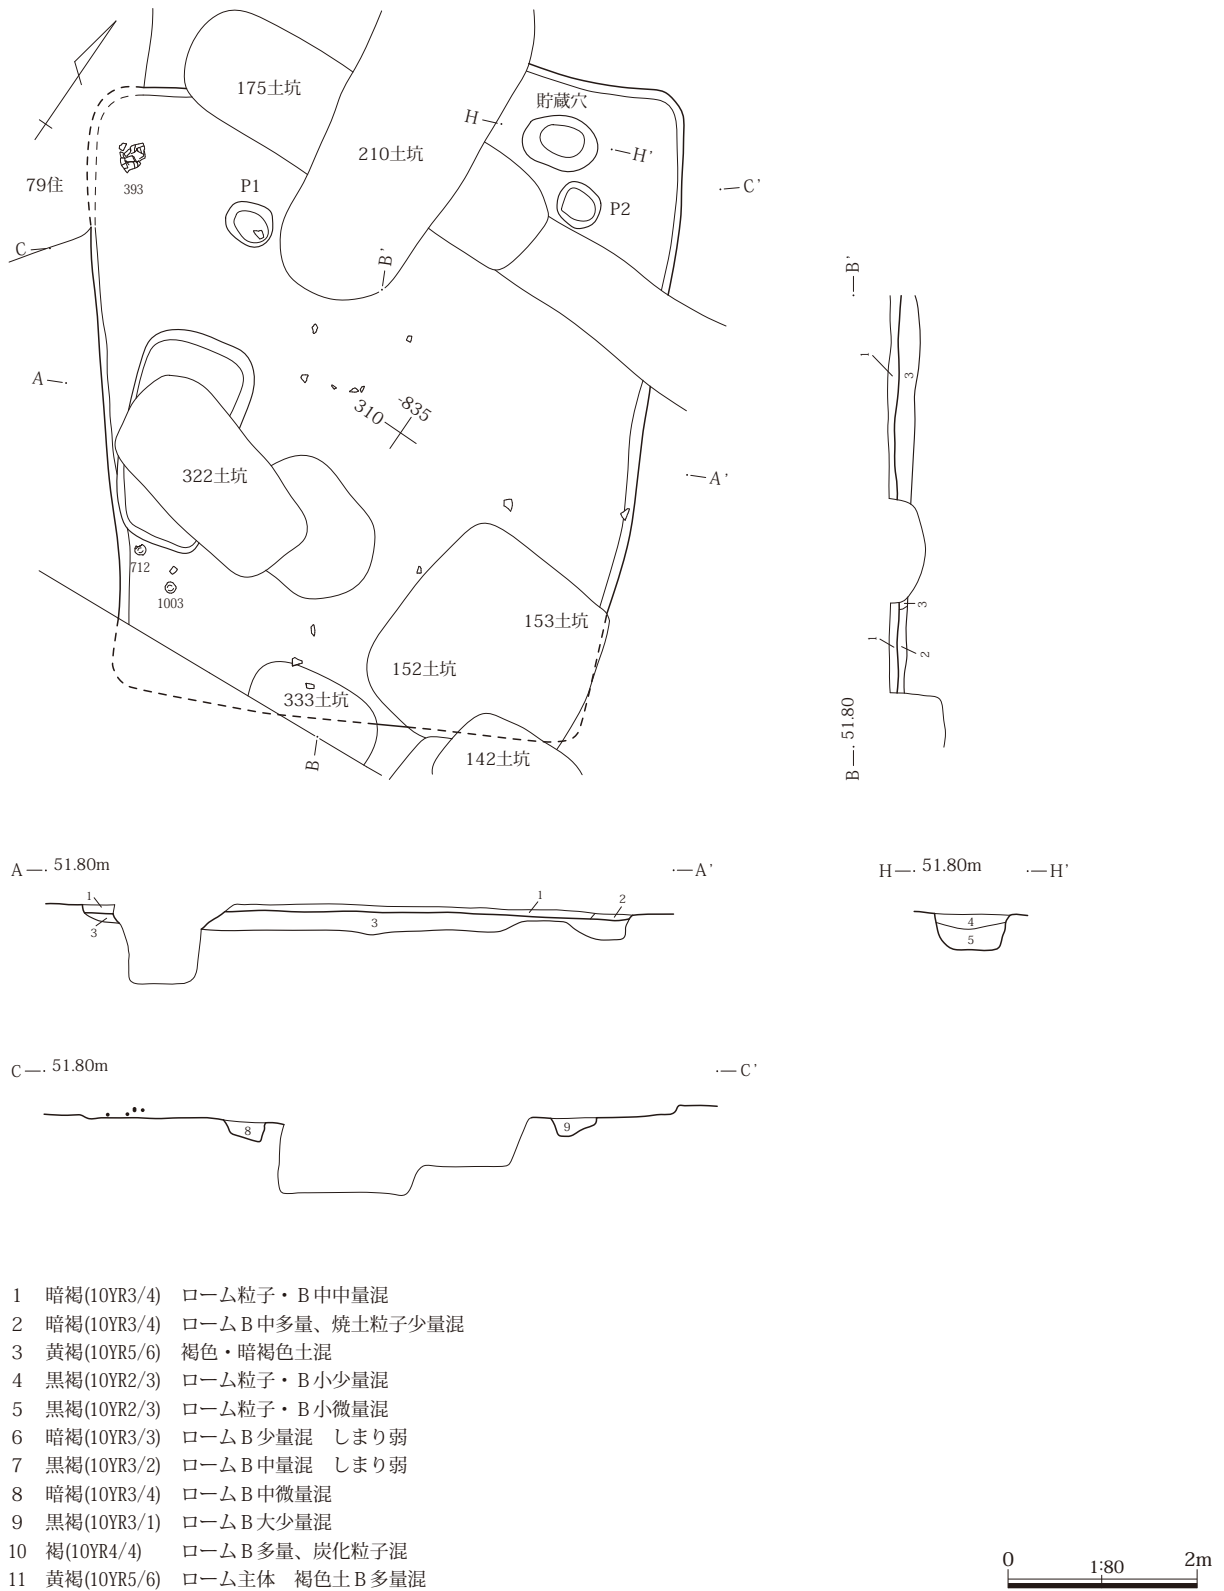 175土坑
貯蔵穴
H
210土坑
H'
79住
393
P1
P2
C'
C
B'
B'
A
310
-835
1
3
322土坑
A'
712
1003
153土坑
3
1
2
152土坑
333土坑
142土坑
B
B
51.80
A
51.80m
A'
H
51.80m
H'
1
1
2
3
3
4
5
C
51.80m
C'
8
9
1 暗褐(10YR3/4) ローム粒子・B中中量混
2 暗褐(10YR3/4) ロームB中多量、焼土粒子少量混
3 黄褐(10YR5/6) 褐色・暗褐色土混
4 黒褐(10YR2/3) ローム粒子・B小少量混
5 黒褐(10YR2/3) ローム粒子・B小微量混
6 暗褐(10YR3/3) ロームB少量混 しまり弱
7 黒褐(10YR3/2) ロームB中量混 しまり弱
8 暗褐(10YR3/4) ロームB中微量混
9 黒褐(10YR3/1) ロームB大少量混
10 褐(10YR4/4) ロームB多量、炭化粒子混
11 黄褐(10YR5/6) ローム主体 褐色土B多量混
0 1:80 2m